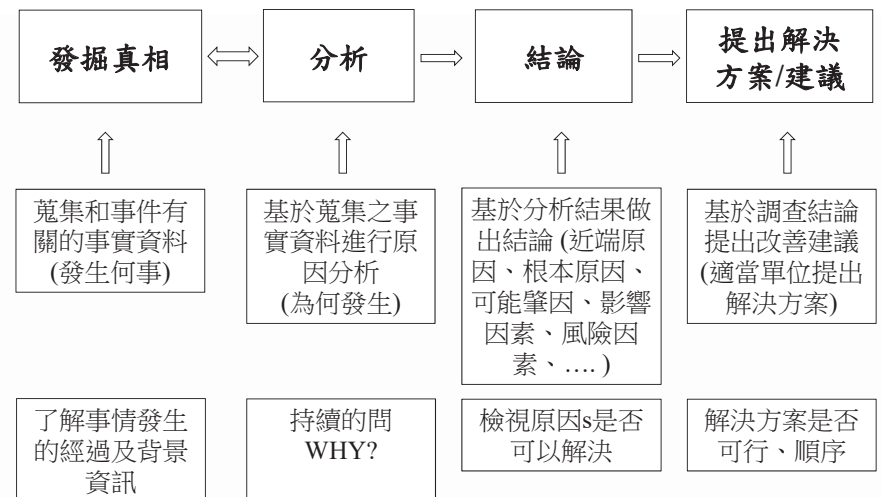 發掘真相
分析
結論
提出解決
方案/建議
蒐集和事件有
關的事實資料
(發生何事)
基於蒐集之事
實資料進行原
因分析
(為何發生)
基於分析結果做
出結論 (近端原
因、根本原因、
可能肇因、影響
因素、風險因
素、.... )
基於調查結論
提出改善建議
(適當單位提出
解決方案)
了解事情發生
的經過及背景
資訊
持續的問
WHY?
檢視原因s是否
可以解決
解決方案是否
可行、順序